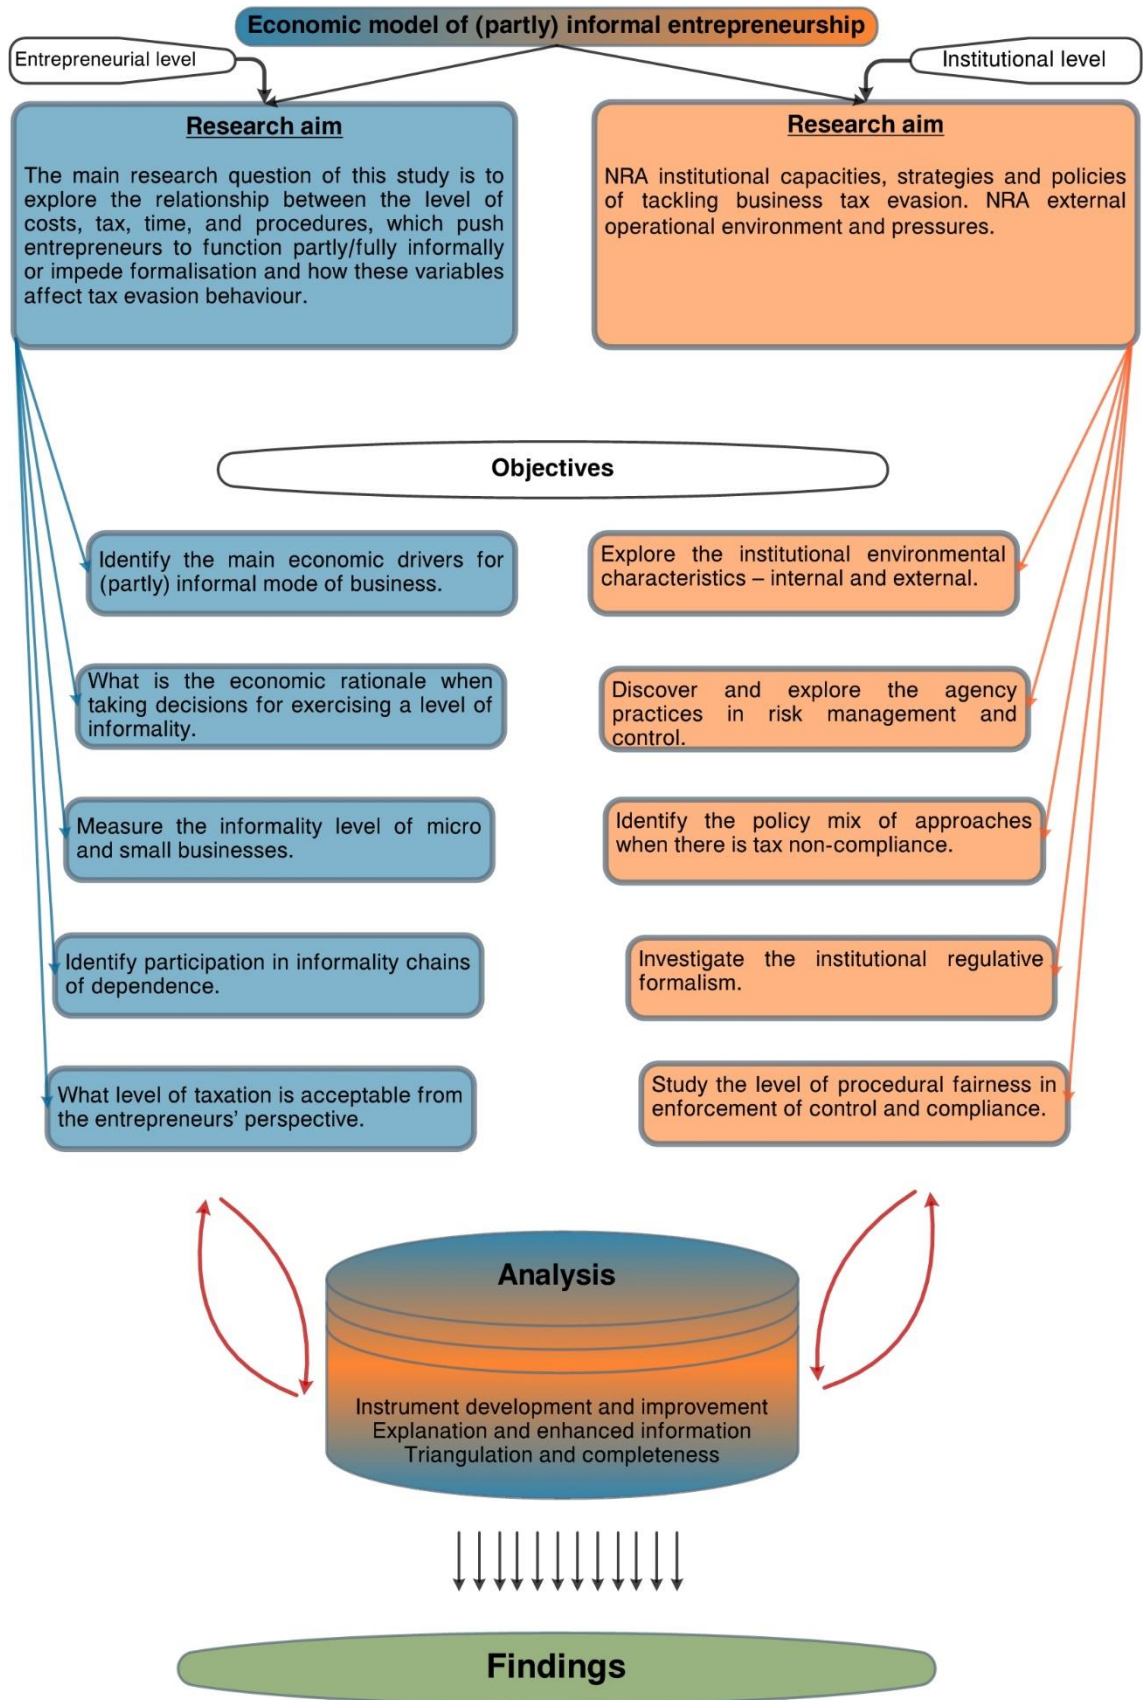 Economic model of (partly) informal entrepreneurship
Entrepreneurial level
Institutional level
Research aim
The main research question of this study is to
explore the relationship between the level of
costs, tax, time, and procedures, which push
entrepreneurs to function partly/fully informally
or impede formalisation and how these variables
affect tax evasion behaviour.
Research aim
NRA institutional capacities, strategies and policies
of tackling business tax evasion. NRA external
operational environment and pressures.
Objectives
Identify the main economic drivers for
(partly) informal mode of business.
What is the economic rationale when
taking decisions for exercising a level of
informality.
Measure the informality level of micro
and small businesses.
Identify participation in informality chains
of dependence.
What level of taxation is acceptable from
the entrepreneurs’ perspective.
Explore the institutional environmental
characteristics – internal and external.
Discover and explore the agency
practices in risk management and
control.
Identify the policy mix of approaches
when there is tax non-compliance.
Investigate the institutional regulative
formalism.
Study the level of procedural fairness in
enforcement of control and compliance.
Analysis
Instrument development and improvement
Explanation and enhanced information
Triangulation and completeness
Findings